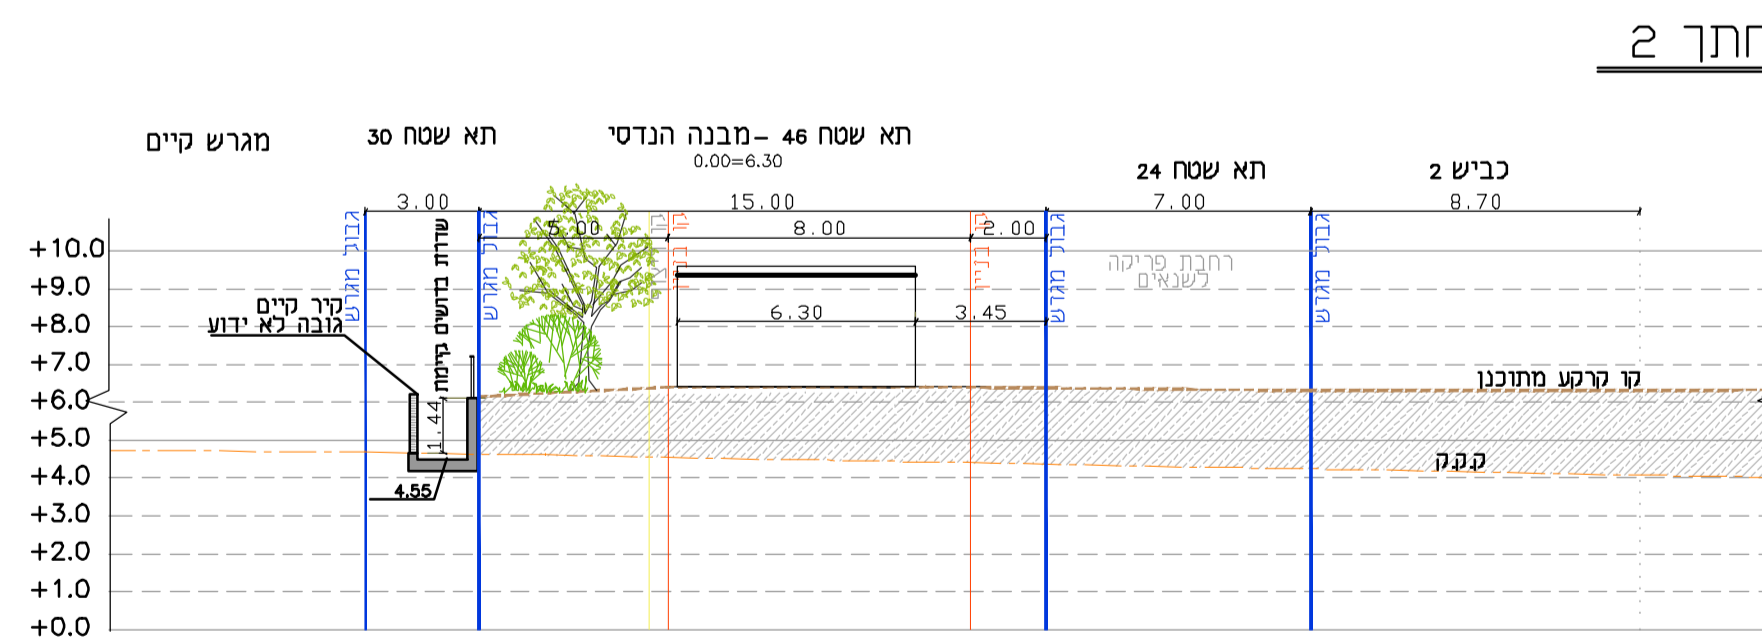 חתך 2
מגרש קיים
תא שטח 30
תא שטח 46 – מבנה הנדסי
0.00=6.30
תא שטח 24
כביש 2
3.00
15.00
7.00
8.70
5.00
8.00
2.00
גבול מגרש
גבול מגרש
גבול מגרש
גבול מגרש
שדרת ברושים קיימת
קו בניין
קו בניין
רחבת פריקה
לשנאים
קיר קיים
גובה לא ידוע
6.30
3.45
1.44
4.55
קו קרקע מתוכנן
ק.ק.ק
+10.0
+9.0
+8.0
+7.0
+6.0
+5.0
+4.0
+3.0
+2.0
+1.0
+0.0